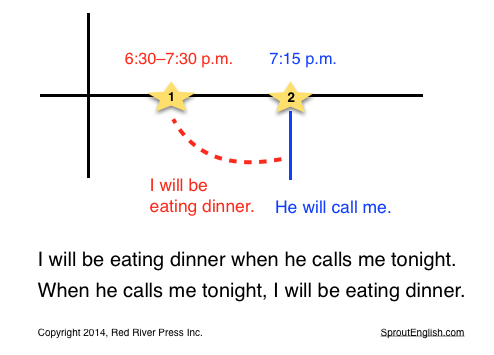 6:30–7:30 p.m.
7:15 p.m.
1
2
I will be
eating dinner.
He will call me.
I will be eating dinner when he calls me tonight.
When he calls me tonight, I will be eating dinner.
Copyright 2014, Red River Press Inc.
SproutEnglish.com